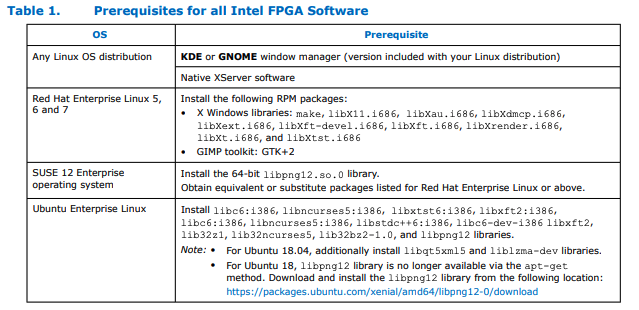 Table 1. Prerequisites for all Intel FPGA Software
OS
Prerequisite
Any Linux OS distribution
KDE or GNOME window manager (version included with your Linux distribution)
Native XServer software
Red Hat Enterprise Linux 5,
6 and 7
Install the following RPM packages:
• X Windows libraries: make, libX11.i686, libXau.i686, libXdmcp.i686,
libXext.i686, libXft-devel.i686, libXft.i686, libXrender.i686,
libXt.i686, and libXtst.i686
• GIMP toolkit: GTK+2
SUSE 12 Enterprise
operating system
Install the 64-bit libpng12.so.0 library.
Obtain equivalent or substitute packages listed for Red Hat Enterprise Linux or above.
Ubuntu Enterprise Linux
Install libc6:i386, libncurses5:i386, libxtst6:i386, libxft2:i386,
libc6:i386, libncurses5:i386, libstdc++6:i386, libc6-dev-i386 libxft2,
lib32z1, lib32ncurses5, lib32bz2-1.0, and libpng12 libraries.
Note: • For Ubuntu 18.04, additionally install libqt5xml5 and liblzma-dev libraries.
• For Ubuntu 18, libpng12 library is no longer available via the apt-get
method. Download and install the libpng12 library from the following location:
https://packages.ubuntu.com/xenial/amd64/libpng12-0/download